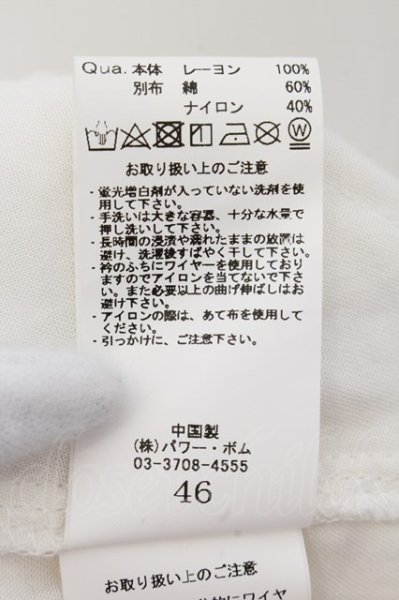 Qua. 本体 レーヨン 100%
別布 綿 60%
ナイロン 40%
お取り扱い上のご注意
- 蛍光増白剤が入っていない洗剤を使
用して下さい。
- 手洗いは大きな容器、十分な水量で
押し洗いして下さい。
- 長時間の浸漬や濡れたままの放置は
避け、洗濯後すばやく干して下さい。
- 衿のふちにワイヤーを使用しており
ますのでアイロンを当てないで下さ
い。また必要以上の曲げ伸ばしはお
避け下さい。
- アイロンの際は、あて布を使用して
ください。
- 引っかけに、ご注意下さい。
中国製
(株)パワー・ボム
03-3708-4555
46
お取り扱い上のご注意